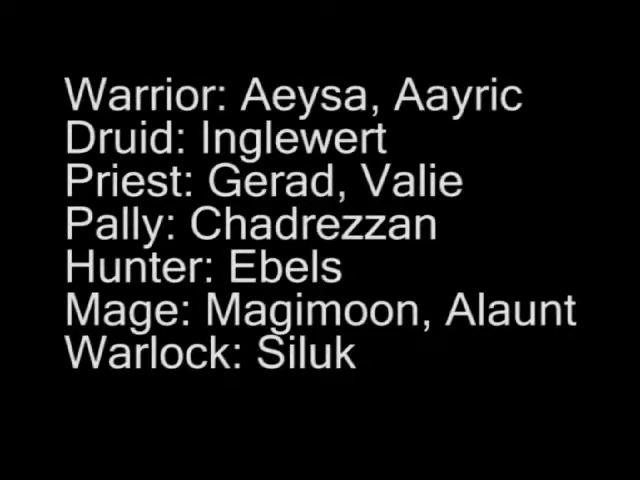 Warrior: Aeysa, Aayric
Druid: Inglewert
Priest: Gerad, Valie
Pally: Chadrezzan
Hunter: Ebels
Mage: Magimoon, Alaunt
Warlock: Siluk